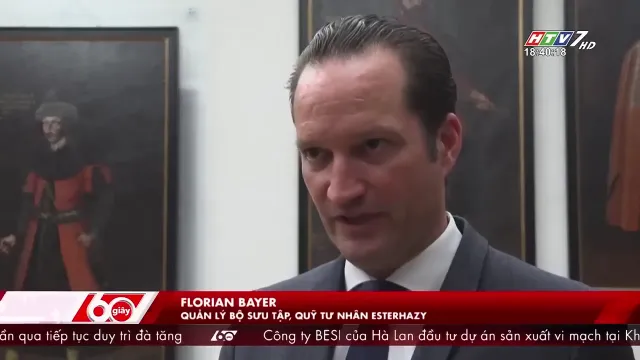 HTV7 HD
18:40:18
60 giây
FLORIAN BAYER
QUẢN LÝ BỘ SƯU TẬP, QUỸ TƯ NHÂN ESTERHAZY
ần qua tiếp tục duy trì đà tăng Công ty BESI của Hà Lan đầu tư dự án sản xuất vi mạch tại Kh